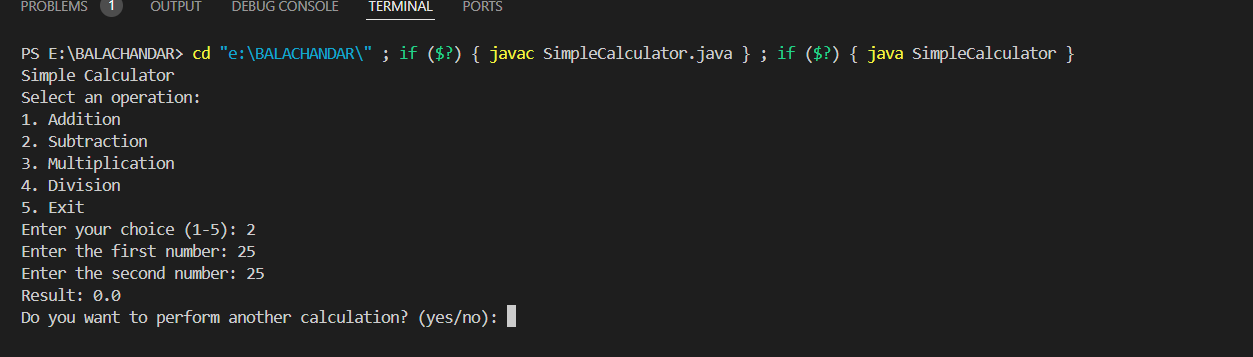 PROBLEMS 1 OUTPUT DEBUG CONSOLE TERMINAL PORTS
PS E:\BALACHANDAR> cd "e:\BALACHANDAR\" ; if ($?) { javac SimpleCalculator.java } ; if ($?) { java SimpleCalculator }
Simple Calculator
Select an operation:
1. Addition
2. Subtraction
3. Multiplication
4. Division
5. Exit
Enter your choice (1-5): 2
Enter the first number: 25
Enter the second number: 25
Result: 0.0
Do you want to perform another calculation? (yes/no):